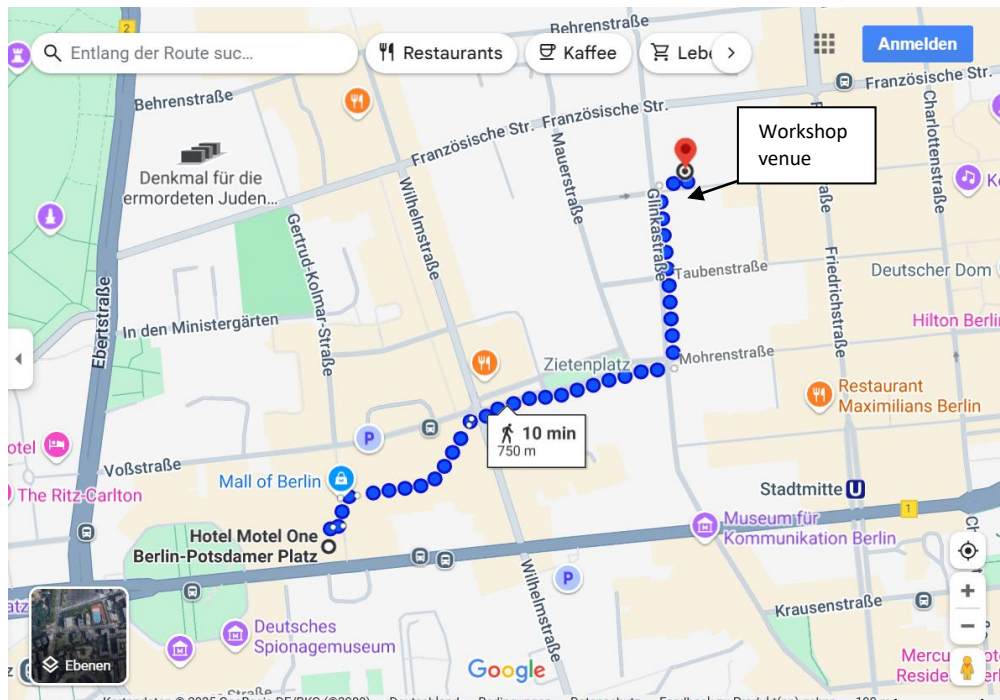 Behrenstraße
2
Entlang der Route suc...
Restaurants
Kaffee
Lebe
Anmelden
Behrenstraße
Französische Str.
Französische Str.
Französische Str.
Workshop
venue
Denkmal für die
ermordeten Juden...
Mauerstraße
Wilhelmstraße
Glinkastraße
Charlottenstraße
Gertrud-Kolmar-Straße
Friedrichstraße
Taubenstraße
Deutscher Dom
Ebertstraße
In den Ministergärten
Hilton Berlin
Zietenplatz
Mohrenstraße
Restaurant
Maximilians Berlin
10 min
750 m
P
Voßstraße
Mall of Berlin
The Ritz-Carlton
Stadtmitte U
1
Hotel Motel One
Berlin-Potsdamer Platz
Museum für
Kommunikation Berlin
Wilhelmstraße
P
Krausenstraße
Deutsches
Spionagemuseum
Ebenen
Google